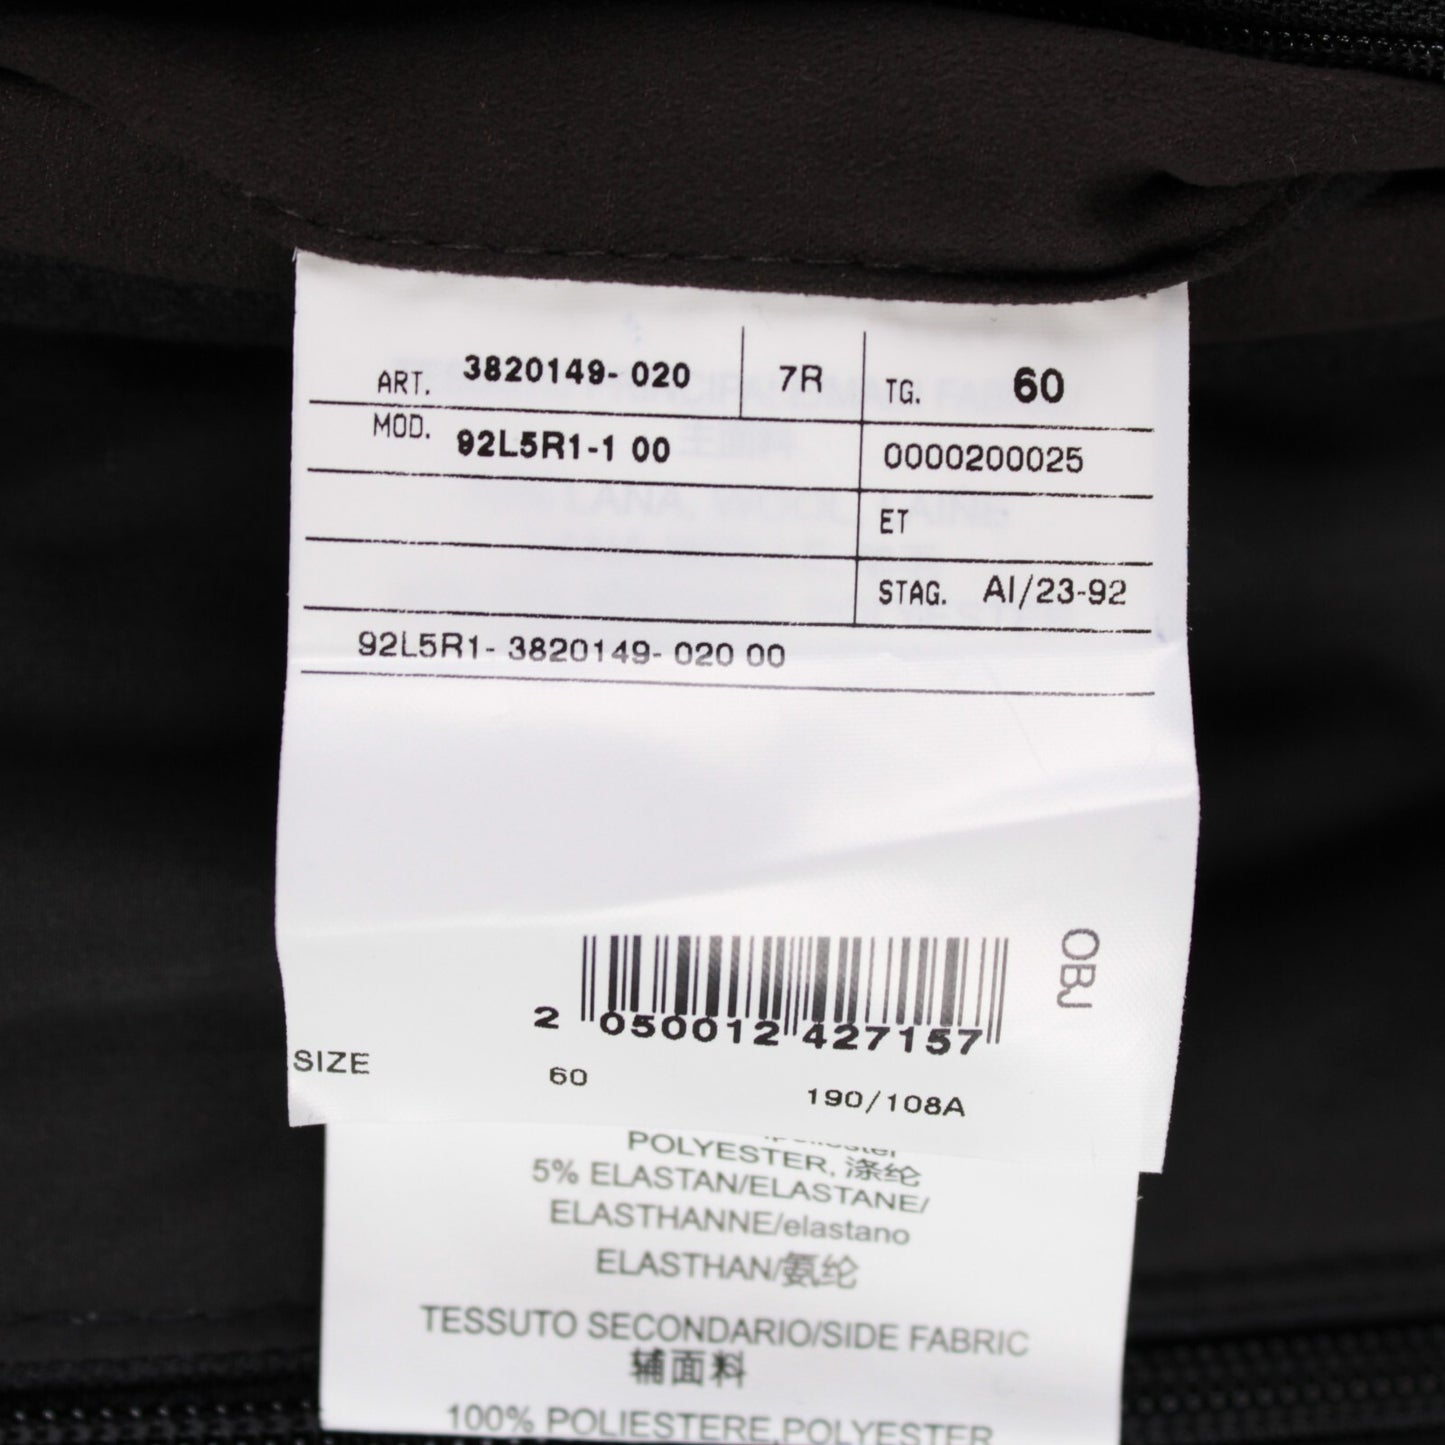 ART. 3820149- 020 7R TG. 60
MOD. 92L5R1-1 00 0000200025
ET
STAG. AI/23-92
92L5R1- 3820149- 020 00
OBJ
2 050012 427157
SIZE 60 190/108A
POLYESTER, 涤纶
5% ELASTAN/ELASTANE/
ELASTHANNE/elastano
ELASTHAN/氨纶
TESSUTO SECONDARIO/SIDE FABRIC
辅面料
100% POLIESTERE,POLYESTER